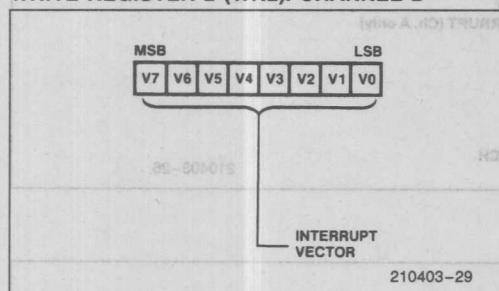 WRITE REGISTER 2 (WR2): CHANNEL B
MSB LSB
V7 V6 V5 V4 V3 V2 V1 V0
INTERRUPT
VECTOR
210403–29